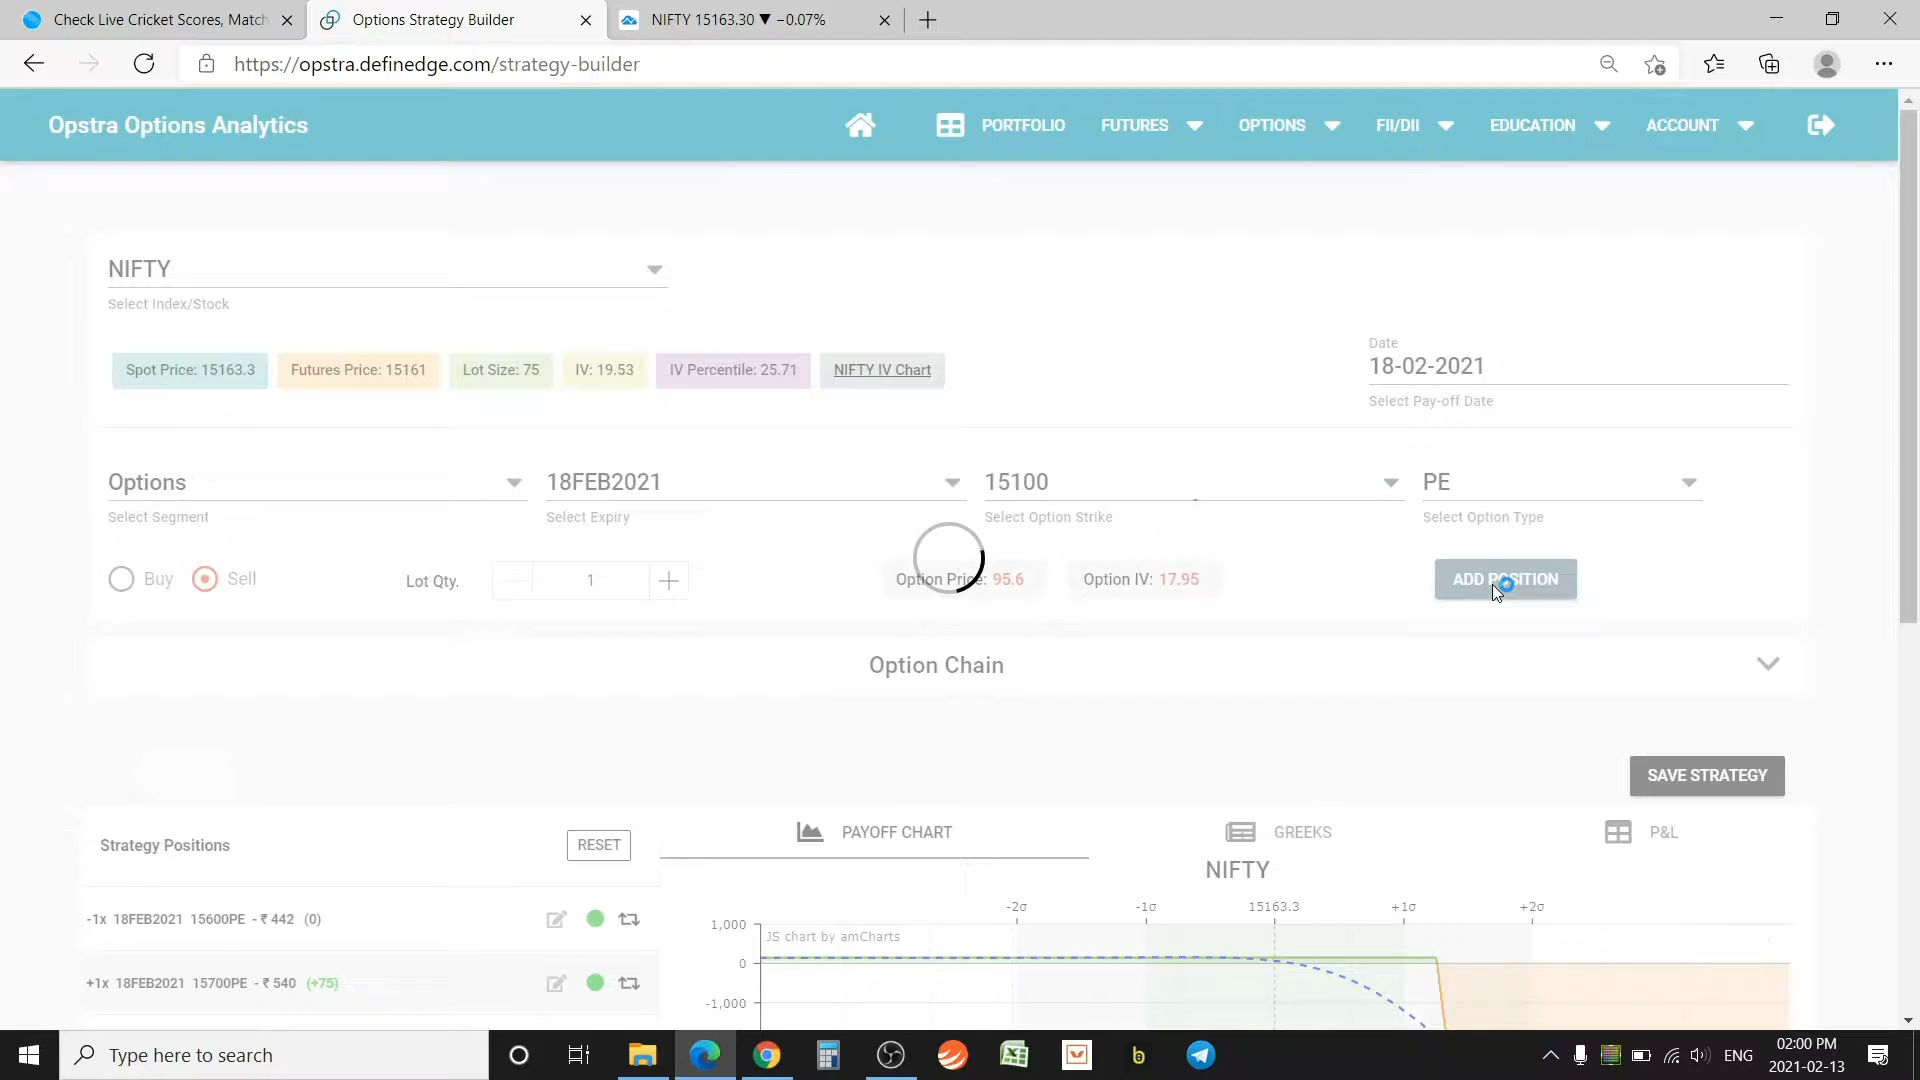 Check Live Cricket Scores, Match
Options Strategy Builder
NIFTY 15163.30 ▼ −0.07%
https://opstra.definedge.com/strategy-builder
Opstra Options Analytics
PORTFOLIO
FUTURES
OPTIONS
FII/DII
EDUCATION
ACCOUNT
NIFTY
Select Index/Stock
Spot Price: 15163.3
Futures Price: 15161
Lot Size: 75
IV: 19.53
IV Percentile: 25.71
NIFTY IV Chart
Date
18-02-2021
Select Pay-off Date
Options
Select Segment
18FEB2021
Select Expiry
15100
Select Option Strike
PE
Select Option Type
Buy
Sell
Lot Qty.
1
Option Price: 95.6
Option IV: 17.95
ADD POSITION
Option Chain
SAVE STRATEGY
Strategy Positions
RESET
PAYOFF CHART
GREEKS
P&L
NIFTY
-2σ
-1σ
15163.3
+1σ
+2σ
-1x 18FEB2021 15600PE - ₹ 442 (0)
1,000
JS chart by amCharts
0
+1x 18FEB2021 15700PE - ₹ 540 (+75)
-1,000
Type here to search
ENG
02:00 PM
2021-02-13